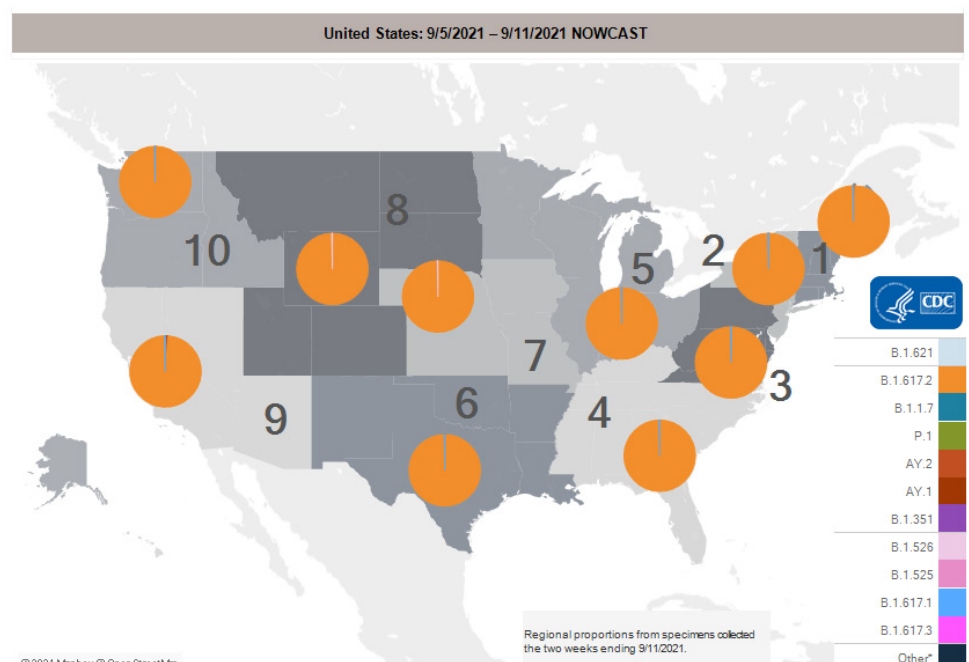 United States: 9/5/2021 – 9/11/2021 NOWCAST
8
10
2
1
5
7
3
6
4
9
CDC
B.1.621
B.1.617.2
B.1.1.7
P.1
AY.2
AY.1
B.1.351
B.1.526
B.1.525
B.1.617.1
B.1.617.3
Other*
Regional proportions from specimens collected
the two weeks ending 9/11/2021.